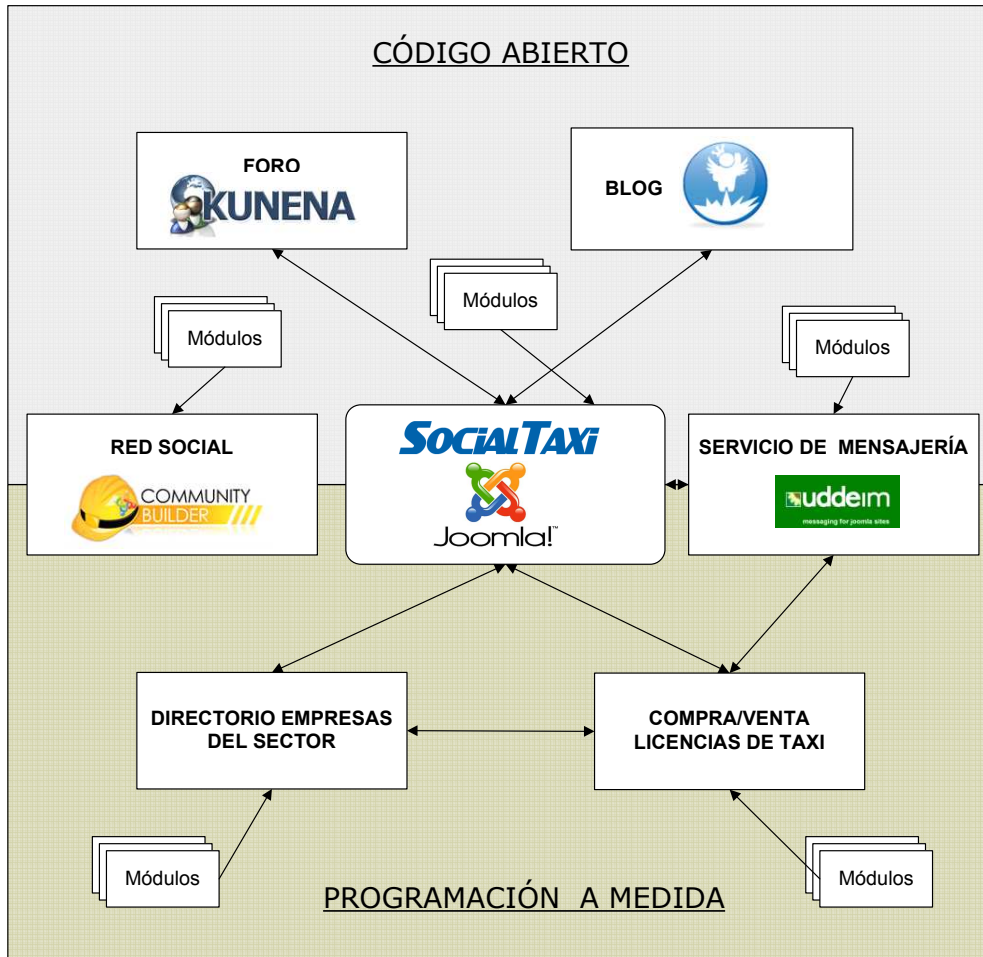 CÓDIGO ABIERTO
FORO
KUNENA
BLOG
Módulos
Módulos
Módulos
RED SOCIAL
COMMUNITY
BUILDER
SOCIALTAXI
Joomla!™
SERVICIO DE MENSAJERÍA
uddeim
messaging for joomla sites
DIRECTORIO EMPRESAS
DEL SECTOR
COMPRA/VENTA
LICENCIAS DE TAXI
Módulos
Módulos
PROGRAMACIÓN A MEDIDA